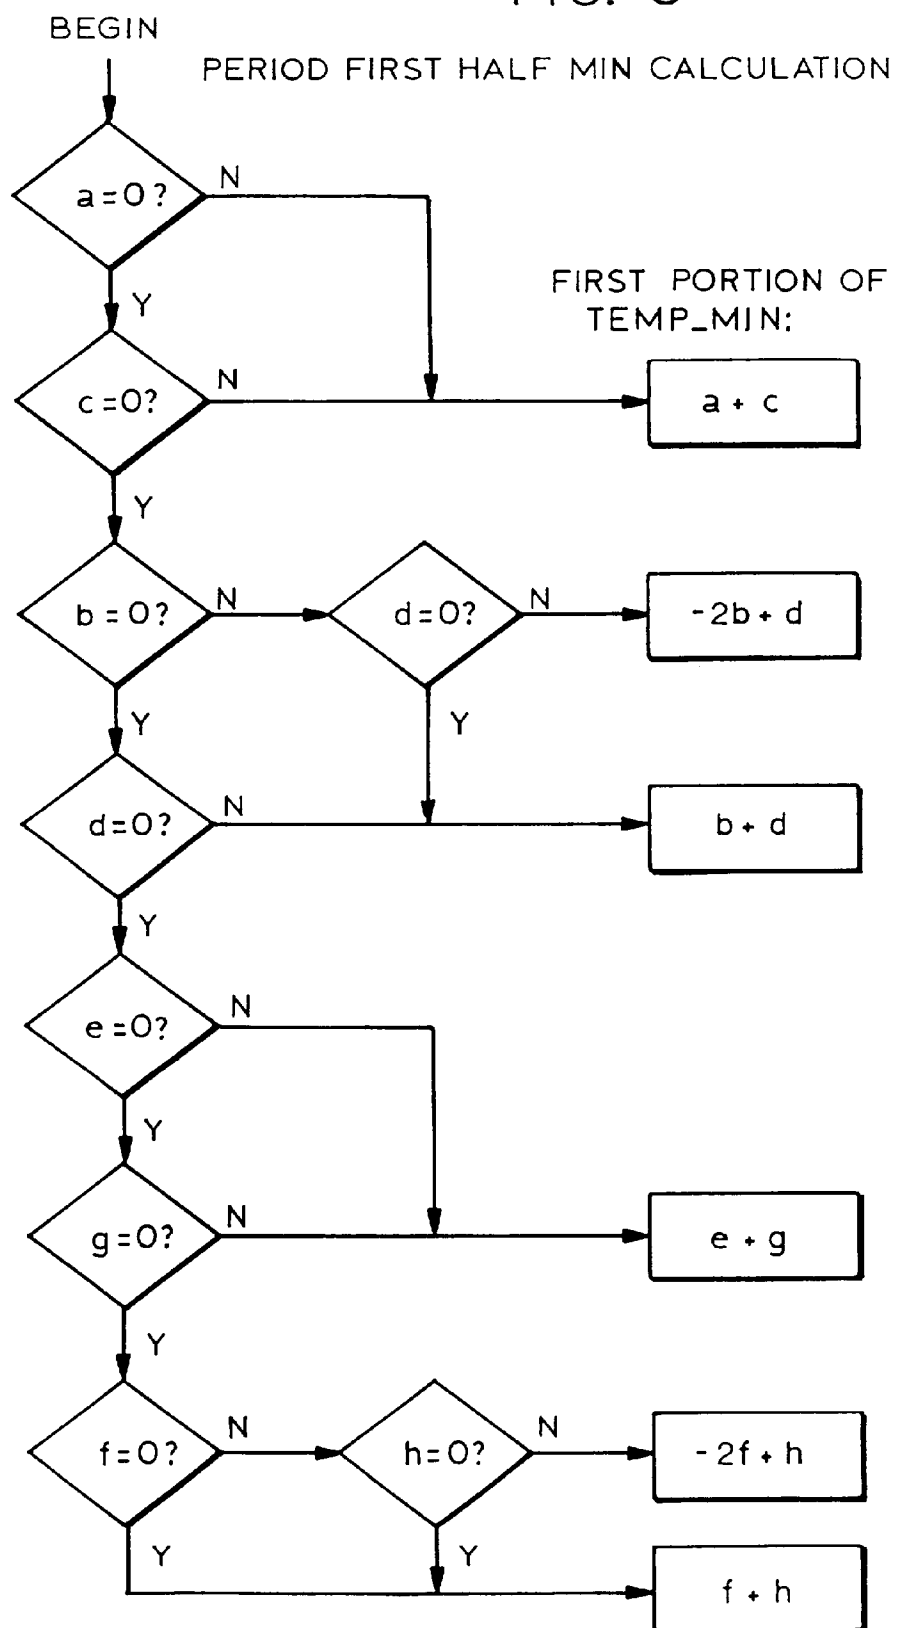 BEGIN
PERIOD FIRST HALF MIN CALCULATION
a=0?
N
Y
FIRST PORTION OF
TEMP_MIN:
c=0?
N
a + c
Y
b=0?
N
d=0?
N
-2b+d
Y
Y
d=0?
N
b+d
Y
e=0?
N
Y
g=0?
N
e + g
Y
f=0?
N
h=0?
N
-2f+h
Y
Y
f + h